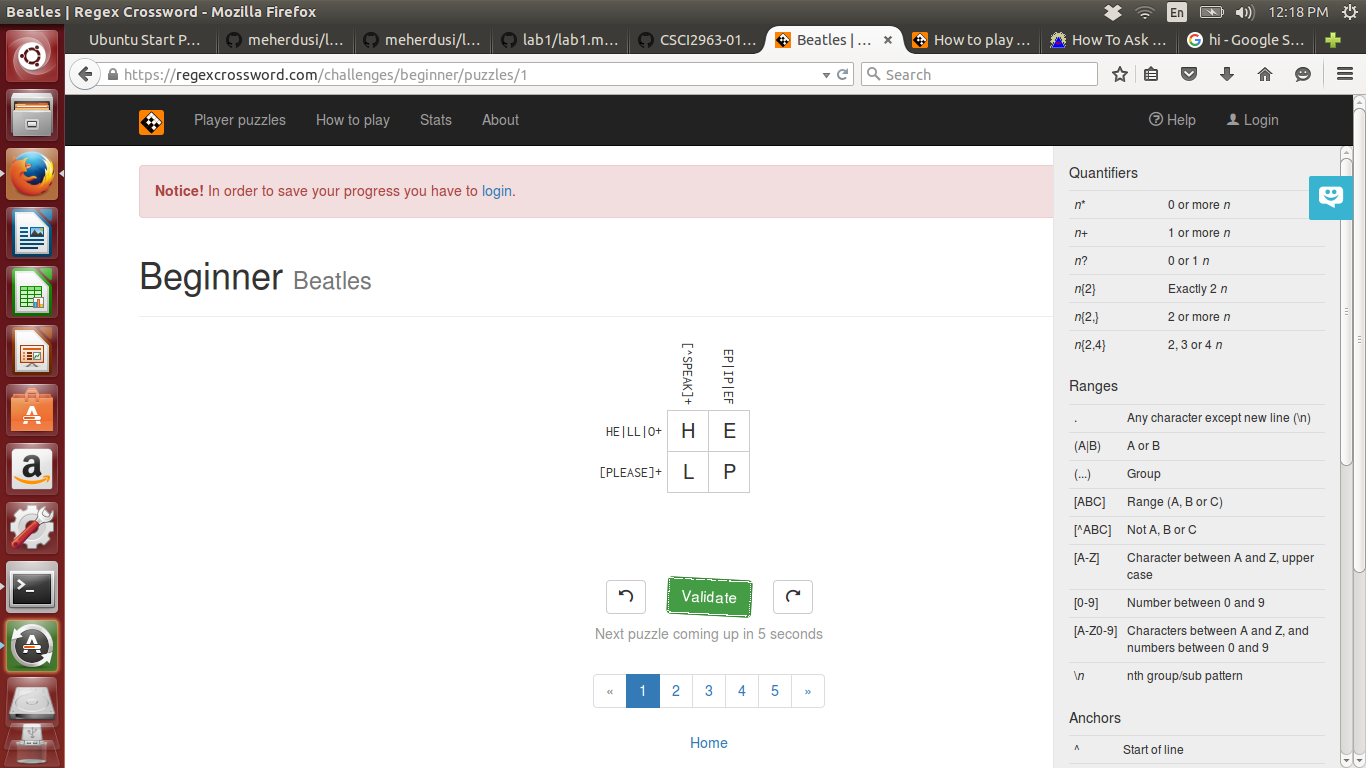 Beatles | Regex Crossword - Mozilla Firefox
En
12:18 PM
Ubuntu Start P...
meherdusi/l...
meherdusi/l...
lab1/lab1.m...
CSCI2963-01...
Beatles | ...
How to play ...
How To Ask ...
hi - Google S...
https://regexcrossword.com/challenges/beginner/puzzles/1
Search
Player puzzles
How to play
Stats
About
Help
Login
Notice! In order to save your progress you have to login.
Beginner Beatles
[^SPEAK]+
EP|IP|EF
HE|LL|O+
H E
[PLEASE]+
L P
Validate
Next puzzle coming up in 5 seconds
« 1 2 3 4 5 »
Home
Quantifiers
n* 0 or more n
n+ 1 or more n
n? 0 or 1 n
n{2} Exactly 2 n
n{2,} 2 or more n
n{2,4} 2, 3 or 4 n
Ranges
. Any character except new line (\n)
(A|B) A or B
(...) Group
[ABC] Range (A, B or C)
[^ABC] Not A, B or C
[A-Z] Character between A and Z, upper
case
[0-9] Number between 0 and 9
[A-Z0-9] Characters between A and Z, and
numbers between 0 and 9
\n nth group/sub pattern
Anchors
^ Start of line